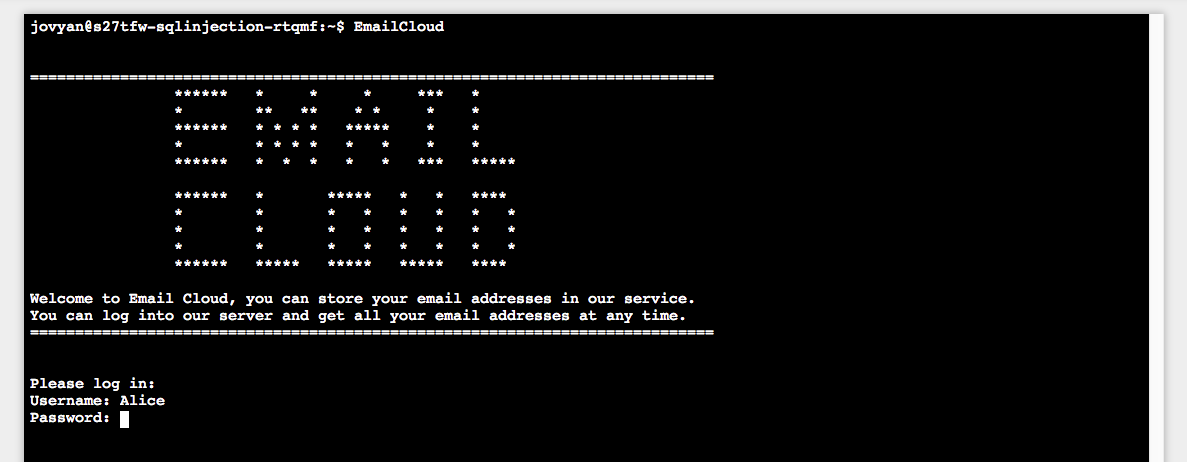 jovyan@s27tfw-sqlinjection-rtqmf:~$ EmailCloud
===========================================================================
EMAIL
CLOUD
Welcome to Email Cloud, you can store your email addresses in our service.
You can log into our server and get all your email addresses at any time.
===========================================================================
Please log in:
Username: Alice
Password: